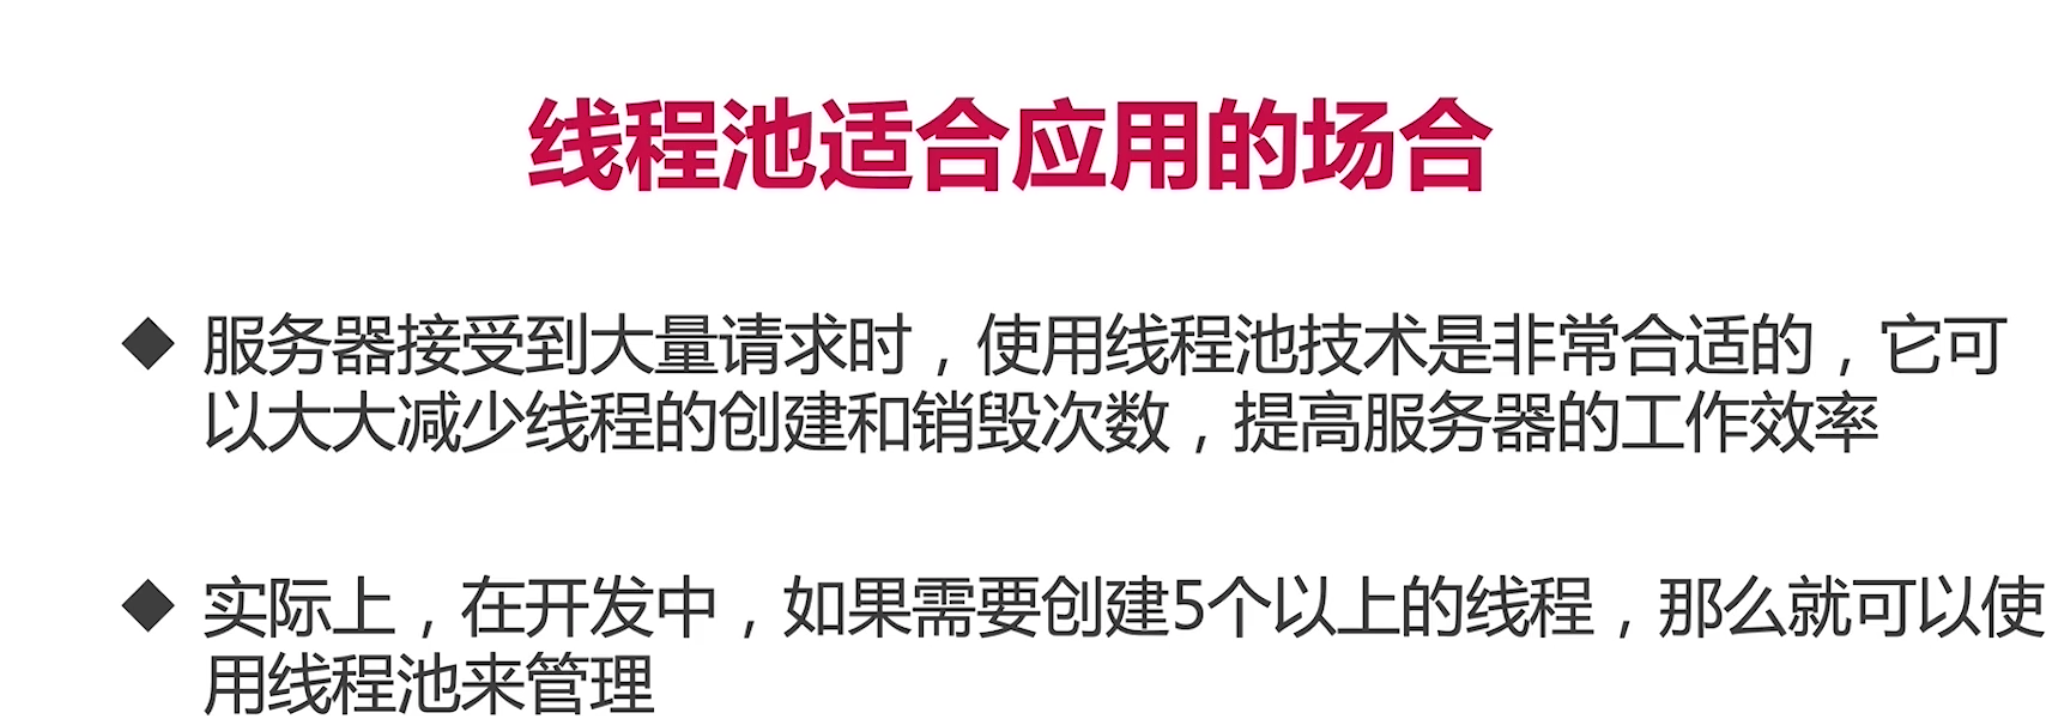 线程池适合应用的场合
◆ 服务器接受到大量请求时，使用线程池技术是非常合适的，它可
以大大减少线程的创建和销毁次数，提高服务器的工作效率
◆ 实际上，在开发中，如果需要创建5个以上的线程，那么就可以使
用线程池来管理